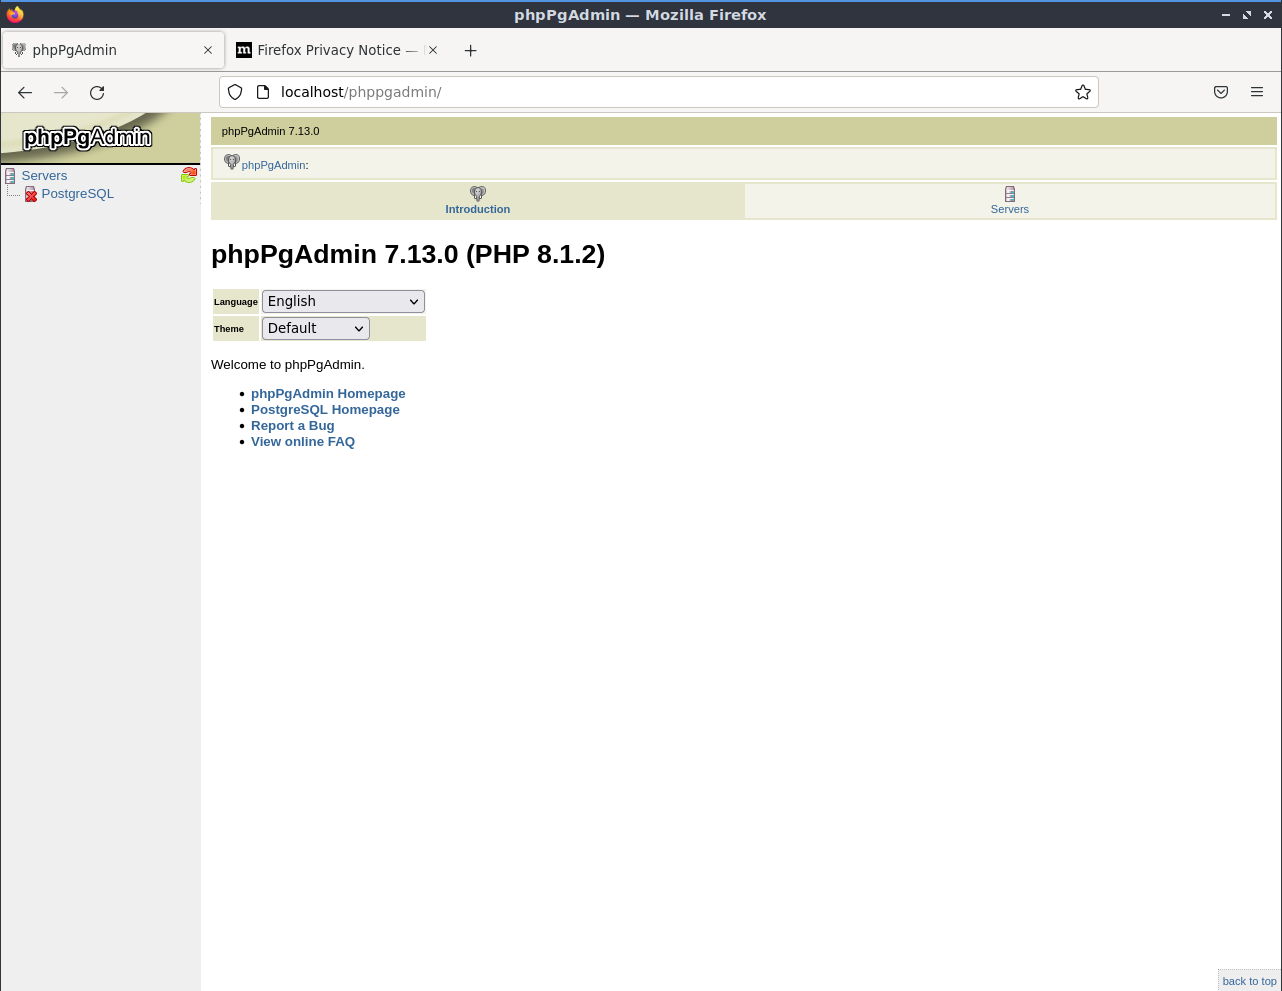 phpPgAdmin — Mozilla Firefox
phpPgAdmin
Firefox Privacy Notice —
localhost/phppgadmin/
phpPgAdmin
Servers
PostgreSQL
phpPgAdmin 7.13.0
phpPgAdmin:
Introduction
Servers
phpPgAdmin 7.13.0 (PHP 8.1.2)
Language English
Theme Default
Welcome to phpPgAdmin.
phpPgAdmin Homepage
PostgreSQL Homepage
Report a Bug
View online FAQ
back to top